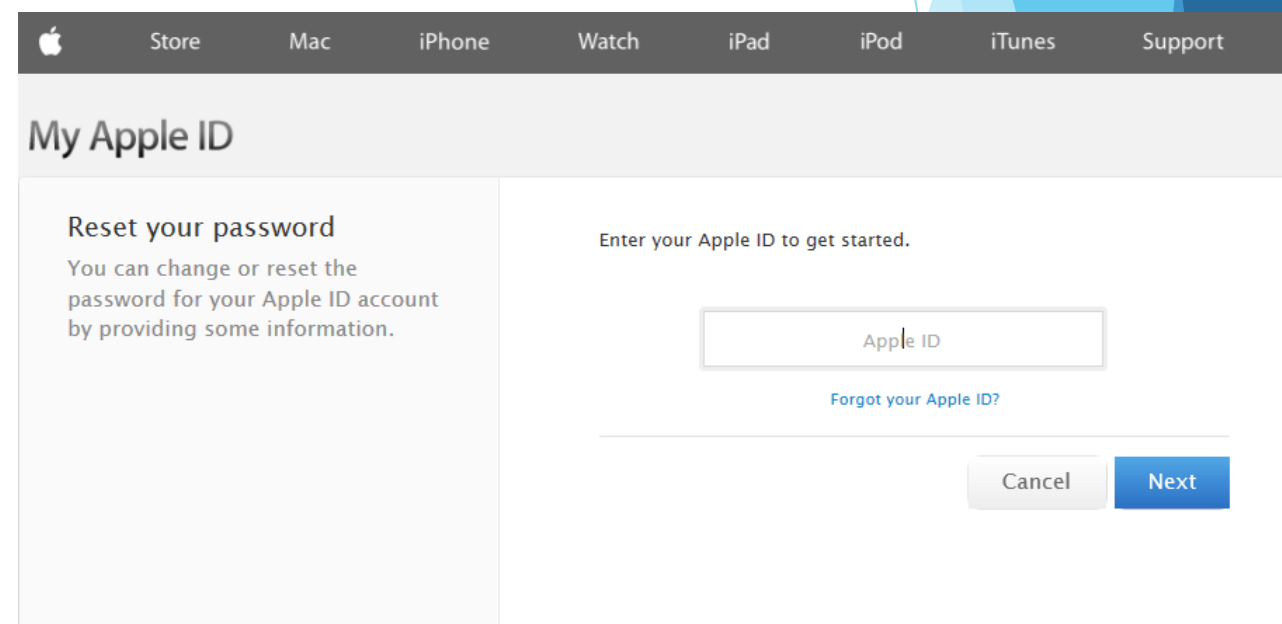 Store Mac iPhone Watch iPad iPod iTunes Support
My Apple ID
Reset your password
You can change or reset the
password for your Apple ID account
by providing some information.
Enter your Apple ID to get started.
Apple ID
Forgot your Apple ID?
Cancel Next